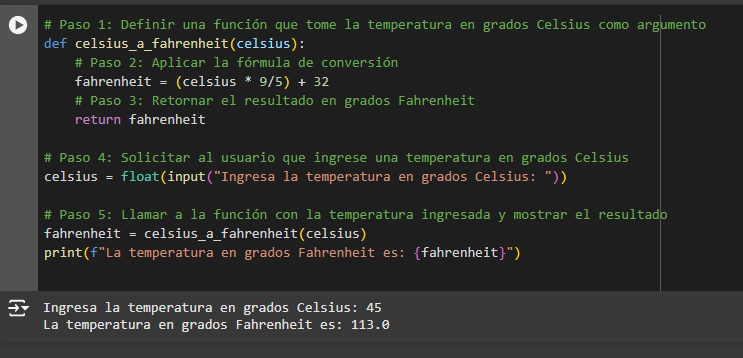 # Paso 1: Definir una función que tome la temperatura en grados Celsius como argumento
def celsius_a_fahrenheit(celsius):
    # Paso 2: Aplicar la fórmula de conversión
    fahrenheit = (celsius * 9/5) + 32
    # Paso 3: Retornar el resultado en grados Fahrenheit
    return fahrenheit

# Paso 4: Solicitar al usuario que ingrese una temperatura en grados Celsius
celsius = float(input("Ingresa la temperatura en grados Celsius: "))

# Paso 5: Llamar a la función con la temperatura ingresada y mostrar el resultado
fahrenheit = celsius_a_fahrenheit(celsius)
print(f"La temperatura en grados Fahrenheit es: {fahrenheit}")

Ingresa la temperatura en grados Celsius: 45
La temperatura en grados Fahrenheit es: 113.0